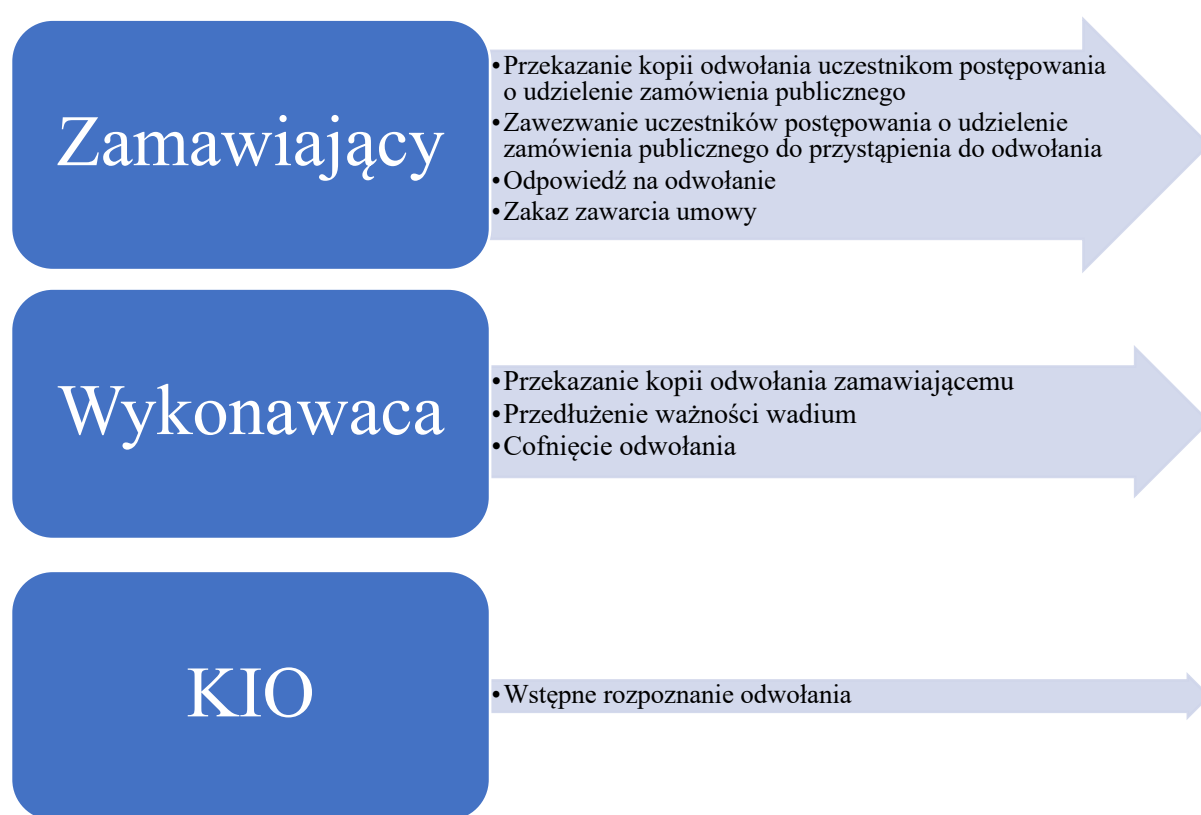 Zamawiający
•Przekazanie kopii odwołania uczestnikom postępowania
o udzielenie zamówienia publicznego
•Zawezwanie uczestników postępowania o udzielenie
zamówienia publicznego do przystąpienia do odwołania
•Odpowiedź na odwołanie
•Zakaz zawarcia umowy
Wykonawaca
•Przekazanie kopii odwołania zamawiającemu
•Przedłużenie ważności wadium
•Cofnięcie odwołania
KIO
•Wstępne rozpoznanie odwołania